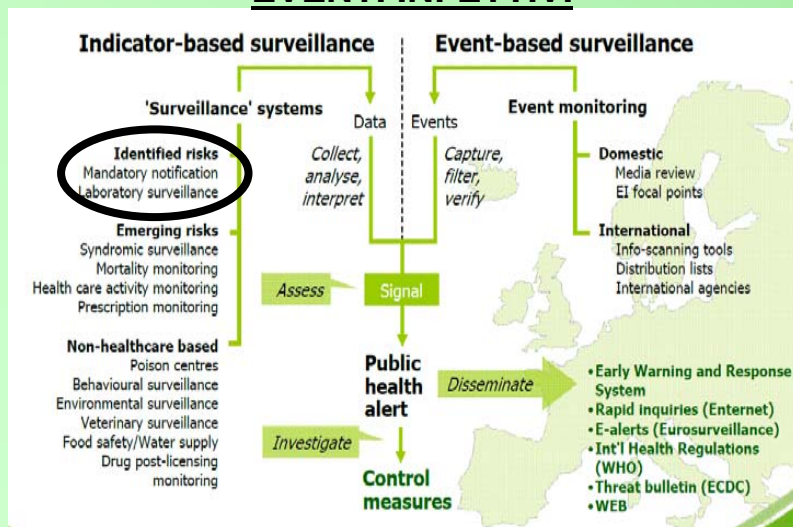 Indicator-based surveillance
Event-based surveillance
'Surveillance' systems
Data
Events
Event monitoring
Identified risks
Mandatory notification
Laboratory surveillance
Collect,
analyse,
interpret
Capture,
filter,
verify
Domestic
Media review
EI focal points
Emerging risks
Syndromic surveillance
Mortality monitoring
Health care activity monitoring
Prescription monitoring
International
Info-scanning tools
Distribution lists
International agencies
Assess
Signal
Non-healthcare based
Poison centres
Behavioural surveillance
Environmental surveillance
Veterinary surveillance
Food safety/Water supply
Drug post-licensing
monitoring
Public
health
alert
Disseminate
•Early Warning and Response
System
•Rapid inquiries (Enternet)
•E-alerts (Eurosurveillance)
•Int'l Health Regulations
(WHO)
•Threat bulletin (ECDC)
•WEB
Investigate
Control
measures